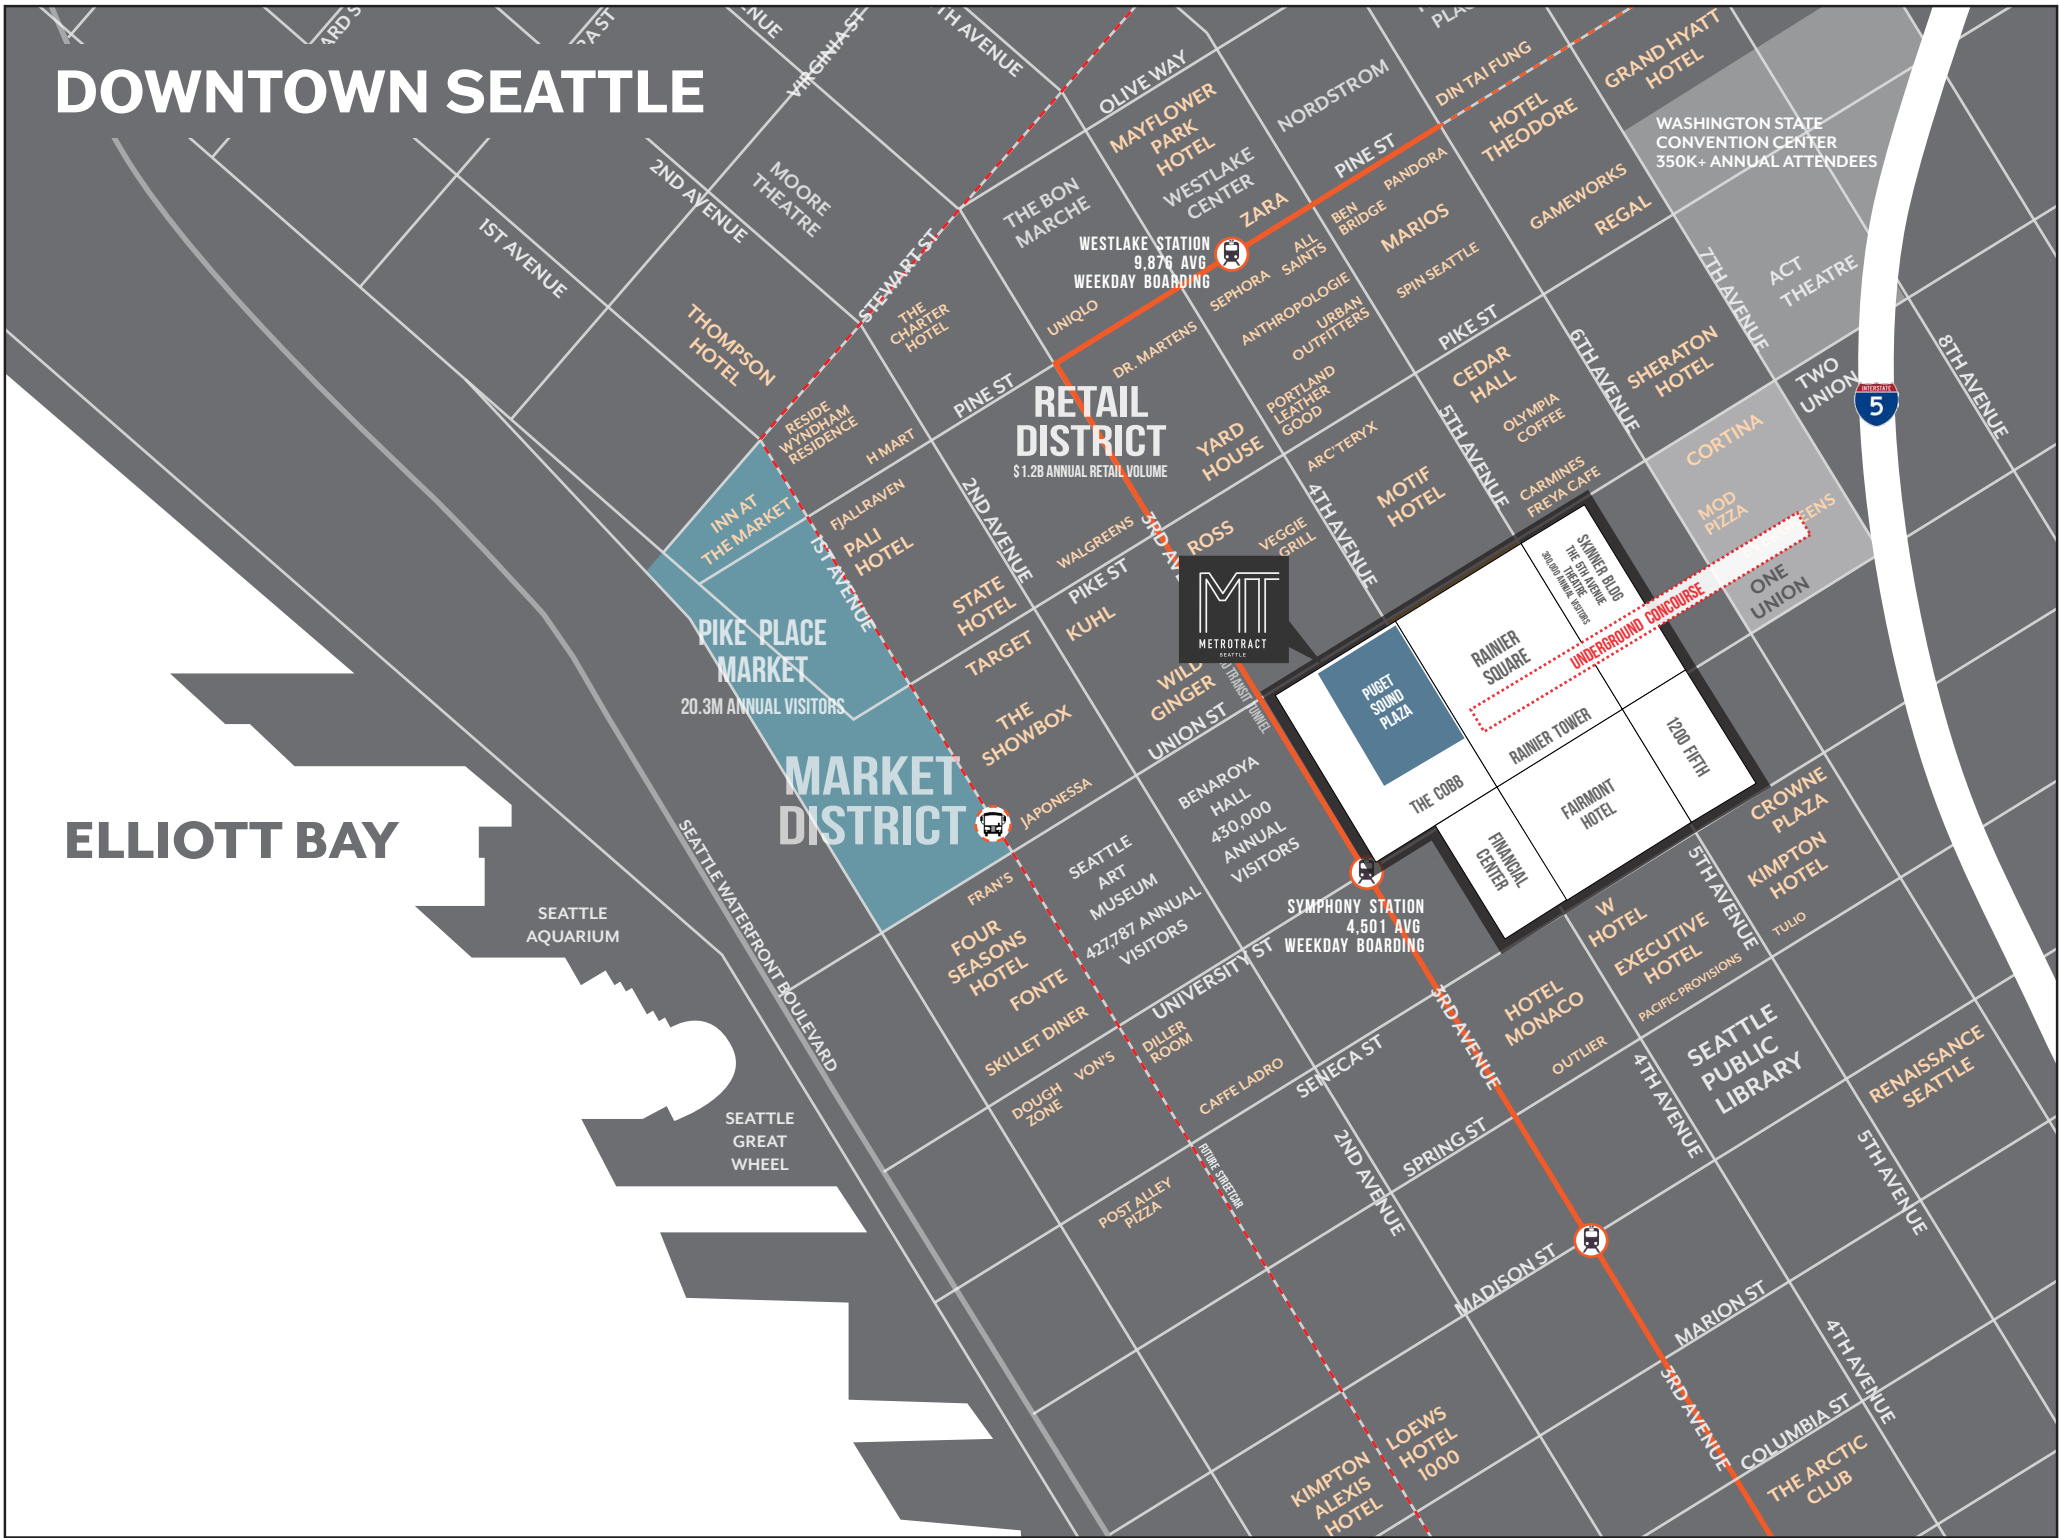 DOWNTOWN SEATTLE
VIRGINIA ST
OLIVE WAY
MAYFLOWER
PARK
HOTEL
NORDSTROM
DIN TAI FUNG
GRAND HYATT
HOTEL
HOTEL
THEODORE
WASHINGTON STATE
CONVENTION CENTER
350K+ ANNUAL ATTENDEES
2ND AVENUE
MOORE
THEATRE
THE BON
MARCHE
WESTLAKE
CENTER
ZARA
PINE ST
PANDORA
BEN
BRIDGE
MARIOS
GAMEWORKS
REGAL
1ST AVENUE
STEWART ST
WESTLAKE STATION
9,876 AVG
WEEKDAY BOARDING
ALL
SAINTS
SEPHORA
SPIN SEATTLE
7TH AVENUE
ACT
THEATRE
THOMPSON
HOTEL
THE
CHARTER
HOTEL
UNIQLO
DR. MARTENS
ANTHROPOLOGIE
URBAN
OUTFITTERS
PIKE ST
6TH AVENUE
SHERATON
HOTEL
TWO
UNION
INTERSTATE
5
8TH AVENUE
RESIDE
WYNDHAM
RESIDENCE
H MART
PINE ST
RETAIL
DISTRICT
$1.2B ANNUAL RETAIL VOLUME
YARD
HOUSE
PORTLAND
LEATHER
GOOD
CEDAR
HALL
OLYMPIA
COFFEE
5TH AVENUE
ARC'TERYX
CORTINA
INN AT
THE MARKET
FJALLRAVEN
PALI
HOTEL
1ST AVENUE
2ND AVENUE
WALGREENS
ROSS
VEGGIE
GRILL
4TH AVENUE
MOTIF
HOTEL
CARMINES
FREYA CAFE
MOD
PIZZA
ONE
UNION
STATE
HOTEL
PIKE ST
KUHL
MT
METROTRACT
SEATTLE
SKINNER BLDG
THE 5TH AVENUE
THEATRE
300,000 ANNUAL VISITORS
UNDERGROUND CONCOURSE
PIKE PLACE
MARKET
20.3M ANNUAL VISITORS
TARGET
THE
SHOWBOX
WILD
GINGER
UNION ST
PUGET
SOUND
PLAZA
RAINIER
SQUARE
RAINIER TOWER
1200 FIFTH
MARKET
DISTRICT
JAPONESSA
BENAROYA
HALL
430,000
ANNUAL
VISITORS
THE COBB
FAIRMONT
HOTEL
FINANCIAL
CENTER
CROWNE
PLAZA
KIMPTON
HOTEL
5TH AVENUE
TULIO
ELLIOTT BAY
SEATTLE
AQUARIUM
SEATTLE WATERFRONT BOULEVARD
FRAN'S
FOUR
SEASONS
HOTEL
FONTE
SEATTLE
ART
MUSEUM
427,787 ANNUAL
VISITORS
UNIVERSITY ST
SYMPHONY STATION
4,501 AVG
WEEKDAY BOARDING
W
HOTEL
EXECUTIVE
HOTEL
PACIFIC PROVISIONS
SKILLET DINER
VON'S
DOUGH
ZONE
DILLER
ROOM
CAFFE LADRO
SENECA ST
3RD AVENUE
HOTEL
MONACO
OUTLIER
4TH AVENUE
SEATTLE
PUBLIC
LIBRARY
RENAISSANCE
SEATTLE
SEATTLE
GREAT
WHEEL
POST ALLEY
PIZZA
FUTURE STREETCAR
2ND AVENUE
SPRING ST
5TH AVENUE
MADISON ST
MARION ST
4TH AVENUE
3RD AVENUE
COLUMBIA ST
THE ARCTIC
CLUB
LOEWS
HOTEL
1000
KIMPTON
ALEXIS
HOTEL